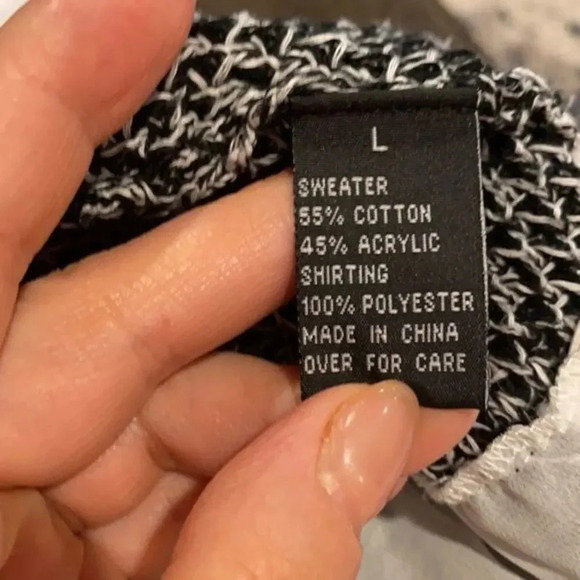 L
SWEATER
55% COTTON
45% ACRYLIC
SHIRTING
100% POLYESTER
MADE IN CHINA
OVER FOR CARE